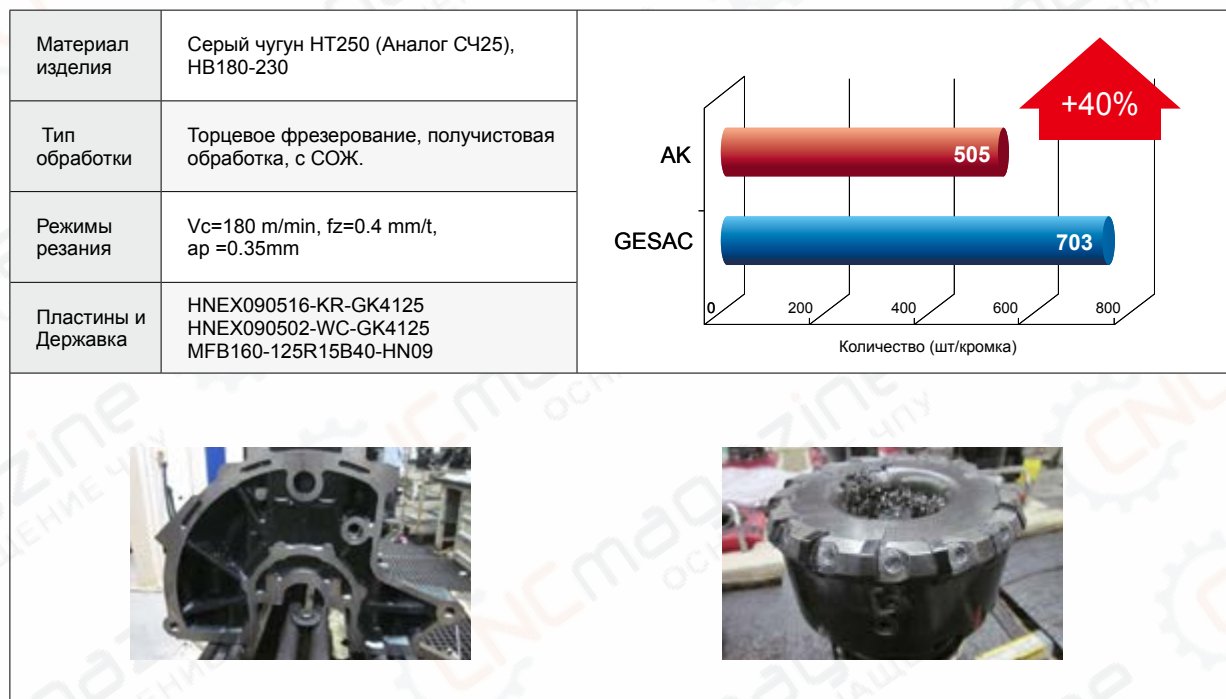 Материал
изделия
Серый чугун HT250 (Аналог СЧ25),
HB180-230
Тип
обработки
Торцевое фрезерование, получистовая
обработка, с СОЖ.
Режимы
резания
Vc=180 m/min, fz=0.4 mm/t,
ap =0.35mm
Пластины и
Державка
HNEX090516-KR-GK4125
HNEX090502-WC-GK4125
MFB160-125R15B40-HN09
+40%
AK
505
GESAC
703
0 200 400 600 800
Количество (шт/кромка)
CNCmagazine